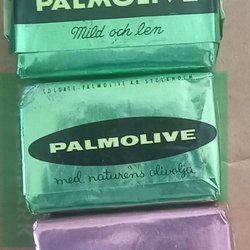 PALMOLIVE
Mild och len
COLGATE-PALMOLIVE AB, STOCKHOLM
PALMOLIVE
med naturens olivolja